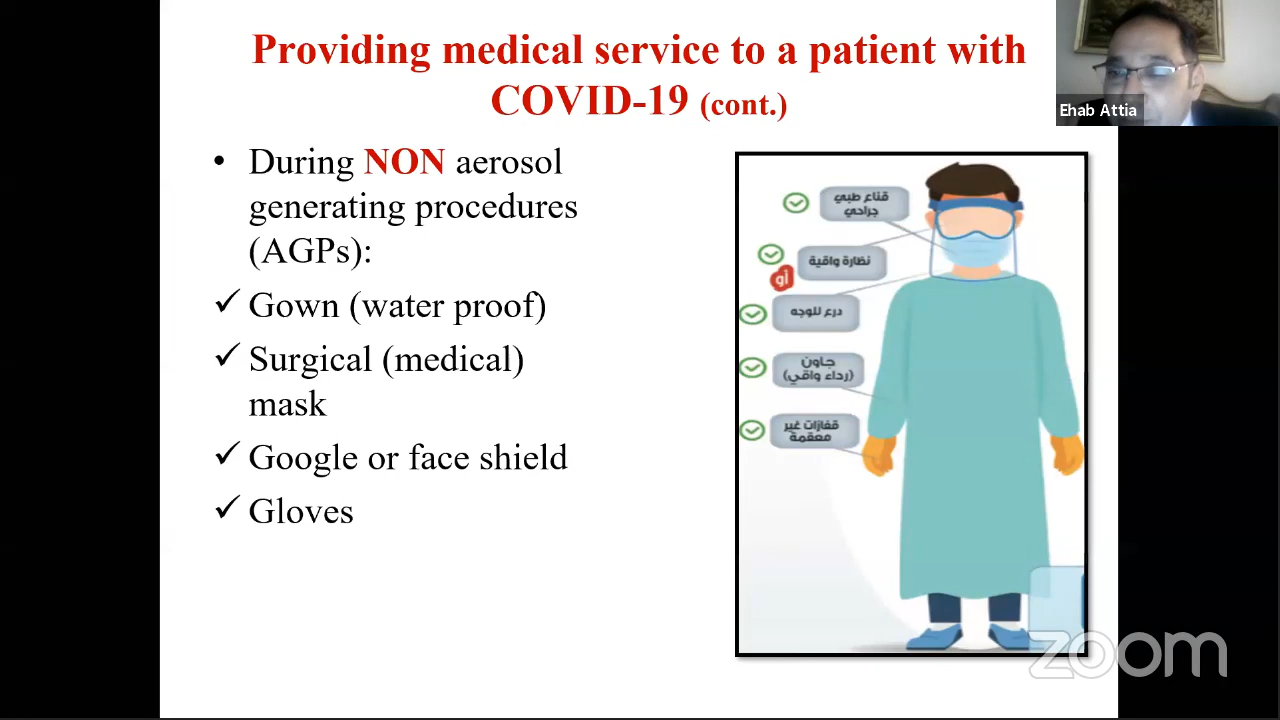 Providing medical service to a patient with
COVID-19 (cont.)
Ehab Attia
• During NON aerosol
generating procedures
(AGPs):
✓ Gown (water proof)
✓ Surgical (medical)
mask
✓ Google or face shield
✓ Gloves
قناع طبي
جراحي
نظارة واقية
أو
درع للوجه
جاون
(رداء واقي)
قفازات غير
معقمة
zoom